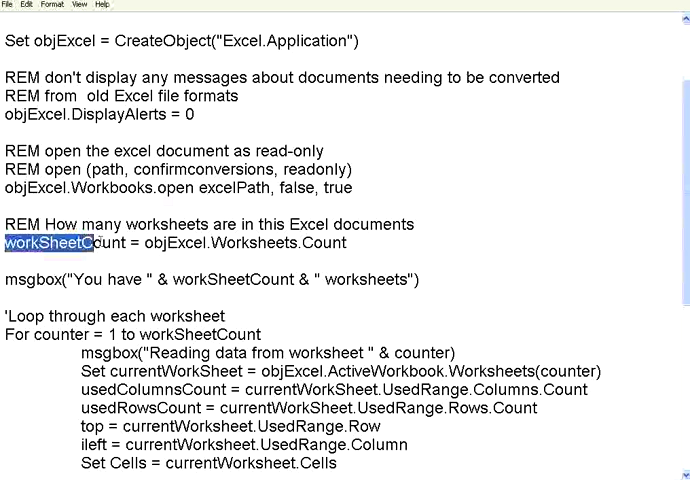 File Edit Format View Help
Set objExcel = CreateObject("Excel.Application")
REM don't display any messages about documents needing to be converted
REM from  old Excel file formats
objExcel.DisplayAlerts = 0
REM open the excel document as read-only
REM open (path, confirmconversions, readonly)
objExcel.Workbooks.open excelPath, false, true
REM How many worksheets are in this Excel documents
workSheetCount = objExcel.Worksheets.Count
msgbox("You have " & workSheetCount & " worksheets")
'Loop through each worksheet
For counter = 1 to workSheetCount
msgbox("Reading data from worksheet " & counter)
Set currentWorkSheet = objExcel.ActiveWorkbook.Worksheets(counter)
usedColumnsCount = currentWorkSheet.UsedRange.Columns.Count
usedRowsCount = currentWorkSheet.UsedRange.Rows.Count
top = currentWorksheet.UsedRange.Row
ileft = currentWorksheet.UsedRange.Column
Set Cells = currentWorksheet.Cells